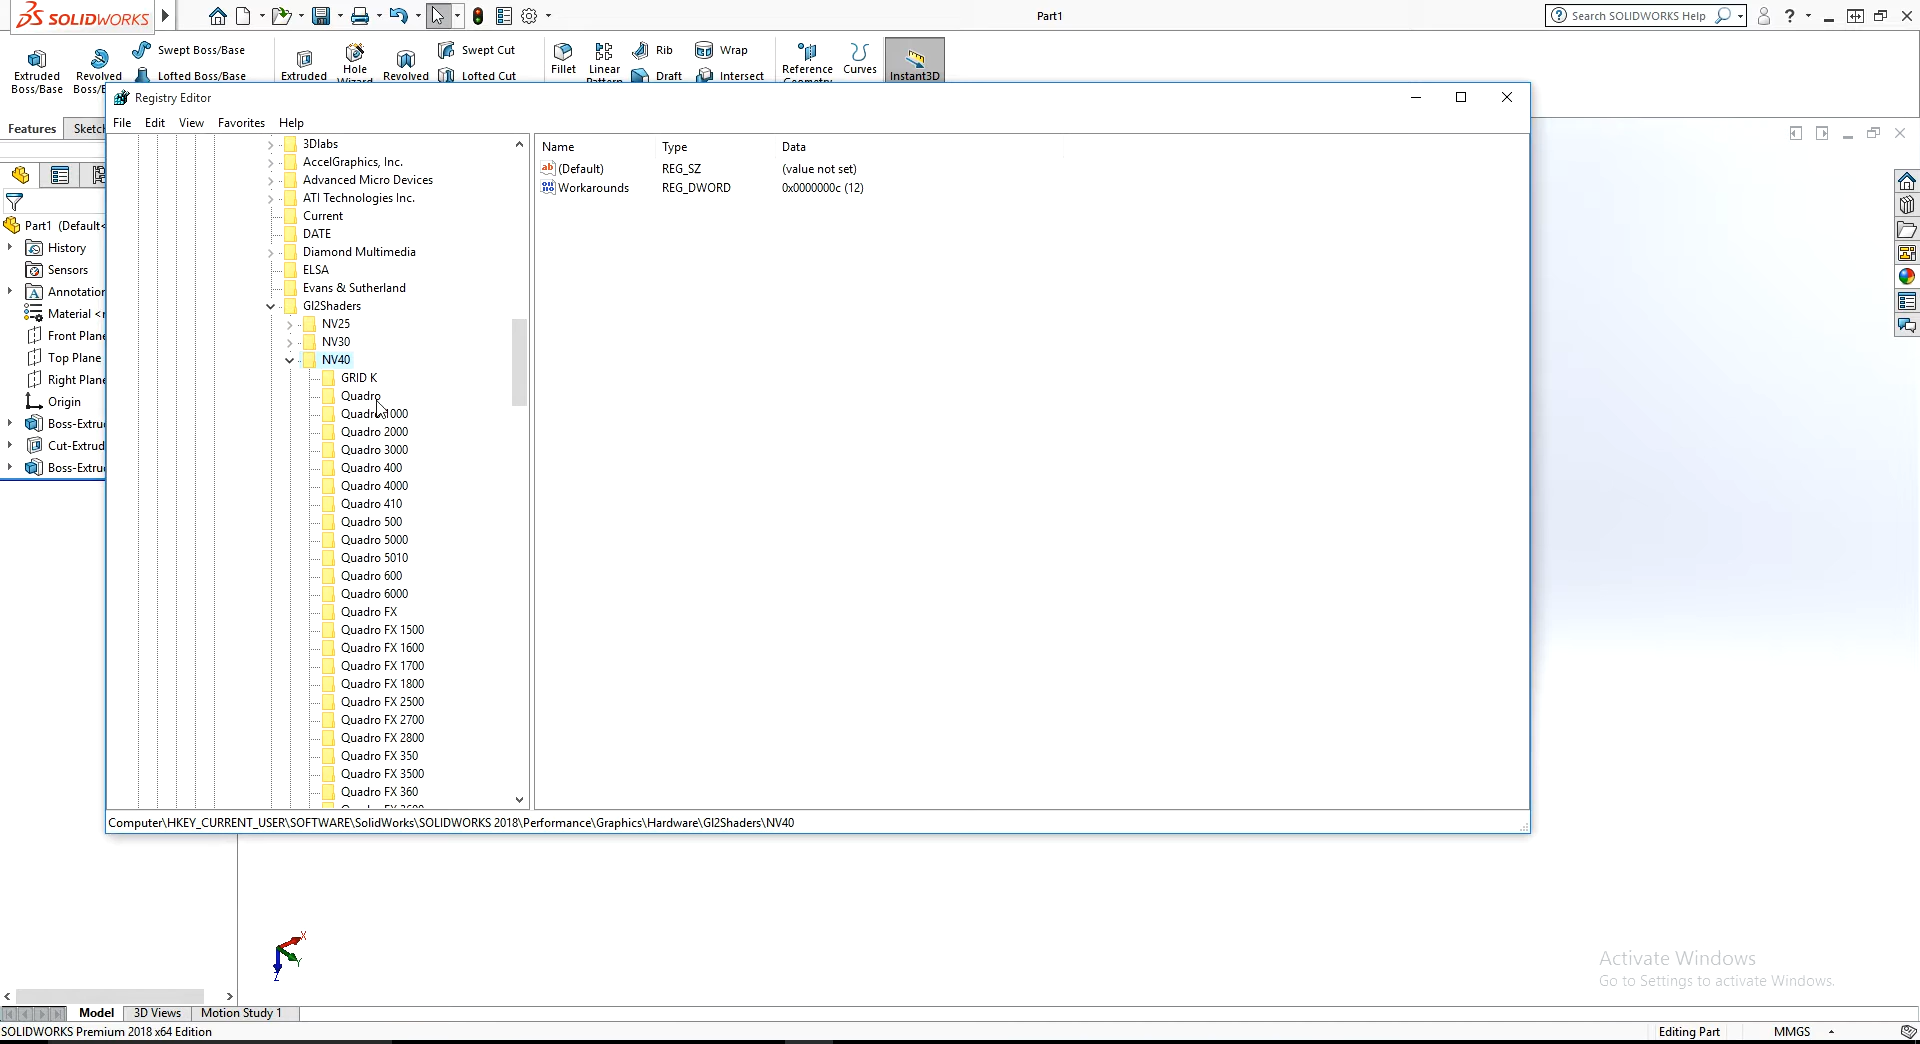 SOLIDWORKS
Part1
Search SOLIDWORKS Help
Extruded Boss/Base
Revolved
Swept Boss/Base
Lofted Boss/Base
Extruded
Hole
Revolved
Swept Cut
Lofted Cut
Fillet
Linear
Rib
Draft
Wrap
Intersect
Reference
Curves
Instant3D
Features
Sketch
Registry Editor
File Edit View Favorites Help
Part1 (Default<
History
Sensors
Annotation
Material <
Front Plane
Top Plane
Right Plane
Origin
Boss-Extru
Cut-Extrud
Boss-Extru
3Dlabs
AccelGraphics, Inc.
Advanced Micro Devices
ATI Technologies Inc.
Current
DATE
Diamond Multimedia
ELSA
Evans & Sutherland
Gl2Shaders
NV25
NV30
NV40
GRID K
Quadro
Quadro 1000
Quadro 2000
Quadro 3000
Quadro 400
Quadro 4000
Quadro 410
Quadro 500
Quadro 5000
Quadro 5010
Quadro 600
Quadro 6000
Quadro FX
Quadro FX 1500
Quadro FX 1600
Quadro FX 1700
Quadro FX 1800
Quadro FX 2500
Quadro FX 2700
Quadro FX 2800
Quadro FX 350
Quadro FX 3500
Quadro FX 360
Name Type Data
(Default) REG_SZ (value not set)
Workarounds REG_DWORD 0x0000000c (12)
Computer\HKEY_CURRENT_USER\SOFTWARE\SolidWorks\SOLIDWORKS 2018\Performance\Graphics\Hardware\Gl2Shaders\NV40
X
Y
Z
Activate Windows
Go to Settings to activate Windows.
Model 3D Views Motion Study 1
SOLIDWORKS Premium 2018 x64 Edition
Editing Part
MMGS